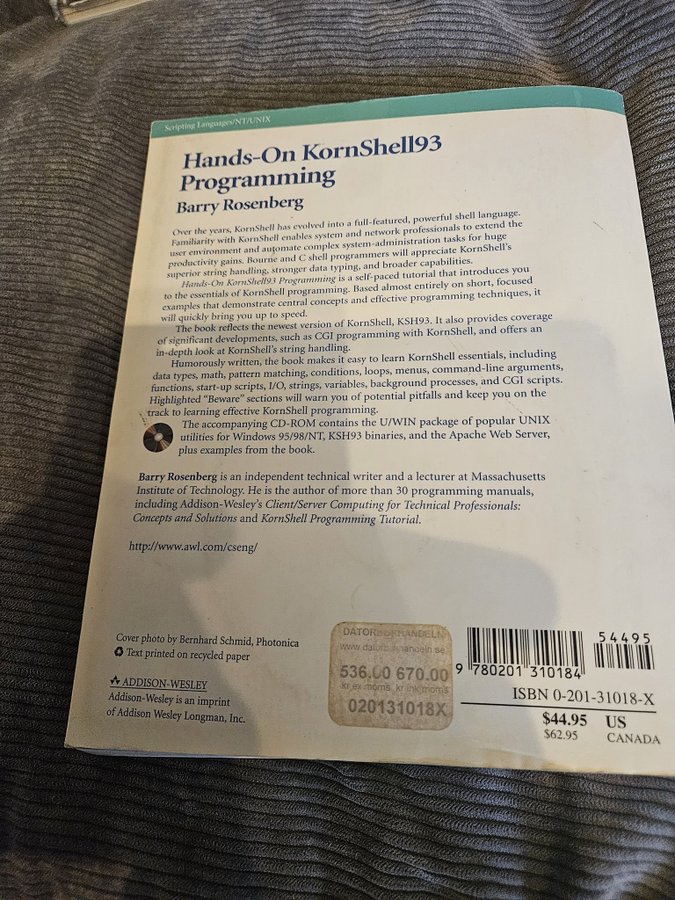 Scripting Languages/NT/UNIX
Hands-On KornShell93
Programming
Barry Rosenberg
Over the years, KornShell has evolved into a full-featured, powerful shell language.
Familiarity with KornShell enables system and network professionals to extend the
user environment and automate complex system-administration tasks for huge
productivity gains. Bourne and C shell programmers will appreciate KornShell's
superior string handling, stronger data typing, and broader capabilities.
Hands-On KornShell93 Programming is a self-paced tutorial that introduces you
to the essentials of KornShell programming. Based almost entirely on short, focused
examples that demonstrate central concepts and effective programming techniques, it
will quickly bring you up to speed.
The book reflects the newest version of KornShell, KSH93. It also provides coverage
of significant developments, such as CGI programming with KornShell, and offers an
in-depth look at KornShell's string handling.
Humorously written, the book makes it easy to learn KornShell essentials, including
data types, math, pattern matching, conditions, loops, menus, command-line arguments,
functions, start-up scripts, I/O, strings, variables, background processes, and CGI scripts.
Highlighted "Beware" sections will warn you of potential pitfalls and keep you on the
track to learning effective KornShell programming.
The accompanying CD-ROM contains the U/WIN package of popular UNIX
utilities for Windows 95/98/NT, KSH93 binaries, and the Apache Web Server,
plus examples from the book.
Barry Rosenberg is an independent technical writer and a lecturer at Massachusetts
Institute of Technology. He is the author of more than 30 programming manuals,
including Addison-Wesley's Client/Server Computing for Technical Professionals:
Concepts and Solutions and KornShell Programming Tutorial.
http://www.awl.com/cseng/
Cover photo by Bernhard Schmid, Photonica
Text printed on recycled paper
ADDISON-WESLEY
Addison-Wesley is an imprint
of Addison Wesley Longman, Inc.
536.00 670.00
kr ex moms kr ink moms
020131018X
54495
9 780201 310184
ISBN 0-201-31018-X
$44.95 US
$62.95 CANADA